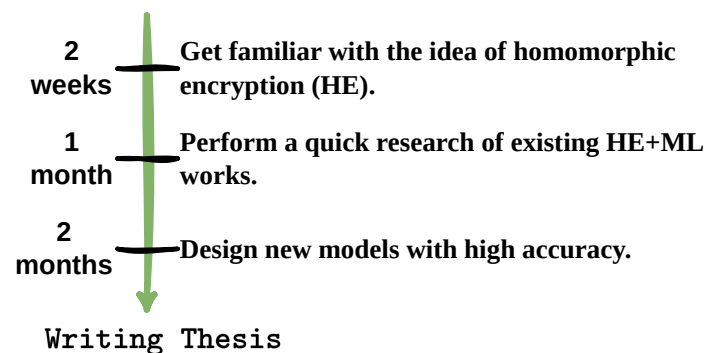 2
weeks
Get familiar with the idea of homomorphic
encryption (HE).
1
month
Perform a quick research of existing HE+ML
works.
2
months
Design new models with high accuracy.
Writing Thesis